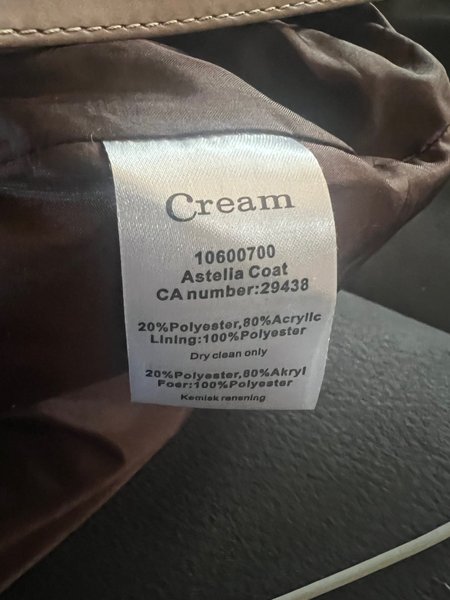 Cream
10600700
Astelia Coat
CA number:29438
20%Polyester,80%Acrylic
Lining:100%Polyester
Dry clean only
20%Polyester,80%Akryl
Foer:100%Polyester
Kemisk rensning